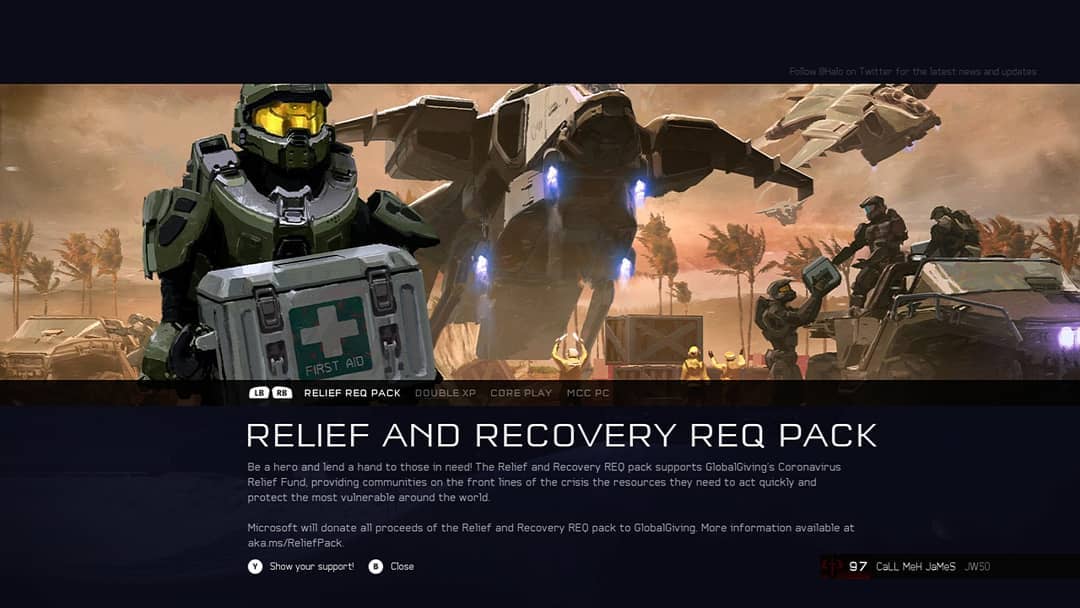 Follow @Halo on Twitter for the latest news and updates
FIRST AID
LB RB RELIEF REQ PACK DOUBLE XP CORE PLAY MCC PC
RELIEF AND RECOVERY REQ PACK
Be a hero and lend a hand to those in need! The Relief and Recovery REQ pack supports GlobalGiving's Coronavirus
Relief Fund, providing communities on the front lines of the crisis the resources they need to act quickly and
protect the most vulnerable around the world.
Microsoft will donate all proceeds of the Relief and Recovery REQ pack to GlobalGiving. More information available at
aka.ms/ReliefPack.
Y Show your support! B Close
97 CaLL MeH JaMeS JW50